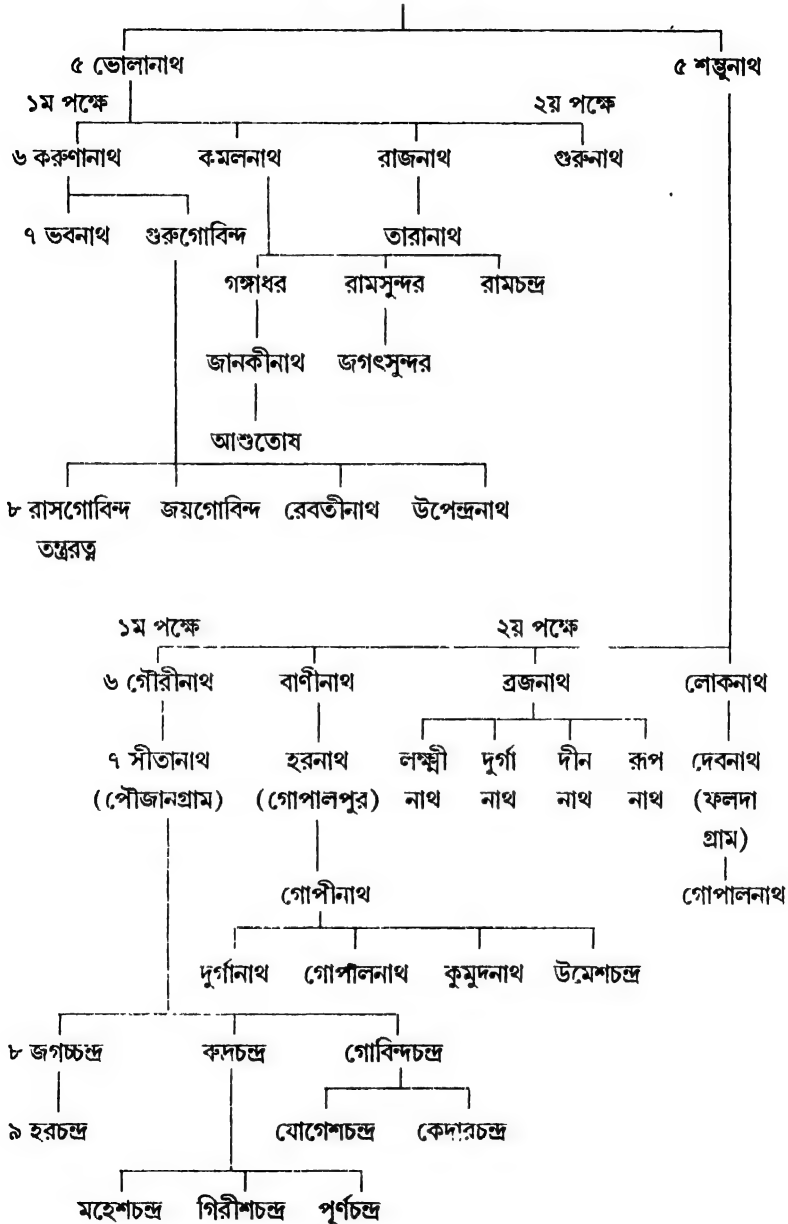 ৫ ভোলানাথ ৫ শম্ভুনাথ
১ম পক্ষে ২য় পক্ষে
৬ করুণানাথ কমলনাথ রাজনাথ গুরুনাথ
৭ ভবনাথ গুরুগোবিন্দ তারানাথ
গঙ্গাধর রামসুন্দর রামচন্দ্র
জানকীনাথ জগৎসুন্দর
আশুতোষ
৮ রাসগোবিন্দ জয়গোবিন্দ রেবতীনাথ উপেন্দ্রনাথ
তন্ত্ররত্ন
১ম পক্ষে ২য় পক্ষে
৬ গৌরীনাথ বাণীনাথ ব্রজনাথ লোকনাথ
৭ সীতানাথ হরনাথ লক্ষ্মী দুর্গা দীন রূপ দেবনাথ
(পৌজানগ্রাম) (গোপালপুর) নাথ নাথ নাথ নাথ (ফলদা
গ্রাম)
গোপীনাথ গোপালনাথ
দুর্গানাথ গোপালনাথ কুমুদনাথ উমেশচন্দ্র
৮ জগচ্চন্দ্র রুদচন্দ্র গোবিন্দচন্দ্র
৯ হরচন্দ্র যোগেশচন্দ্র কেদারচন্দ্র
মহেশচন্দ্র গিরীশচন্দ্র পূর্ণচন্দ্র